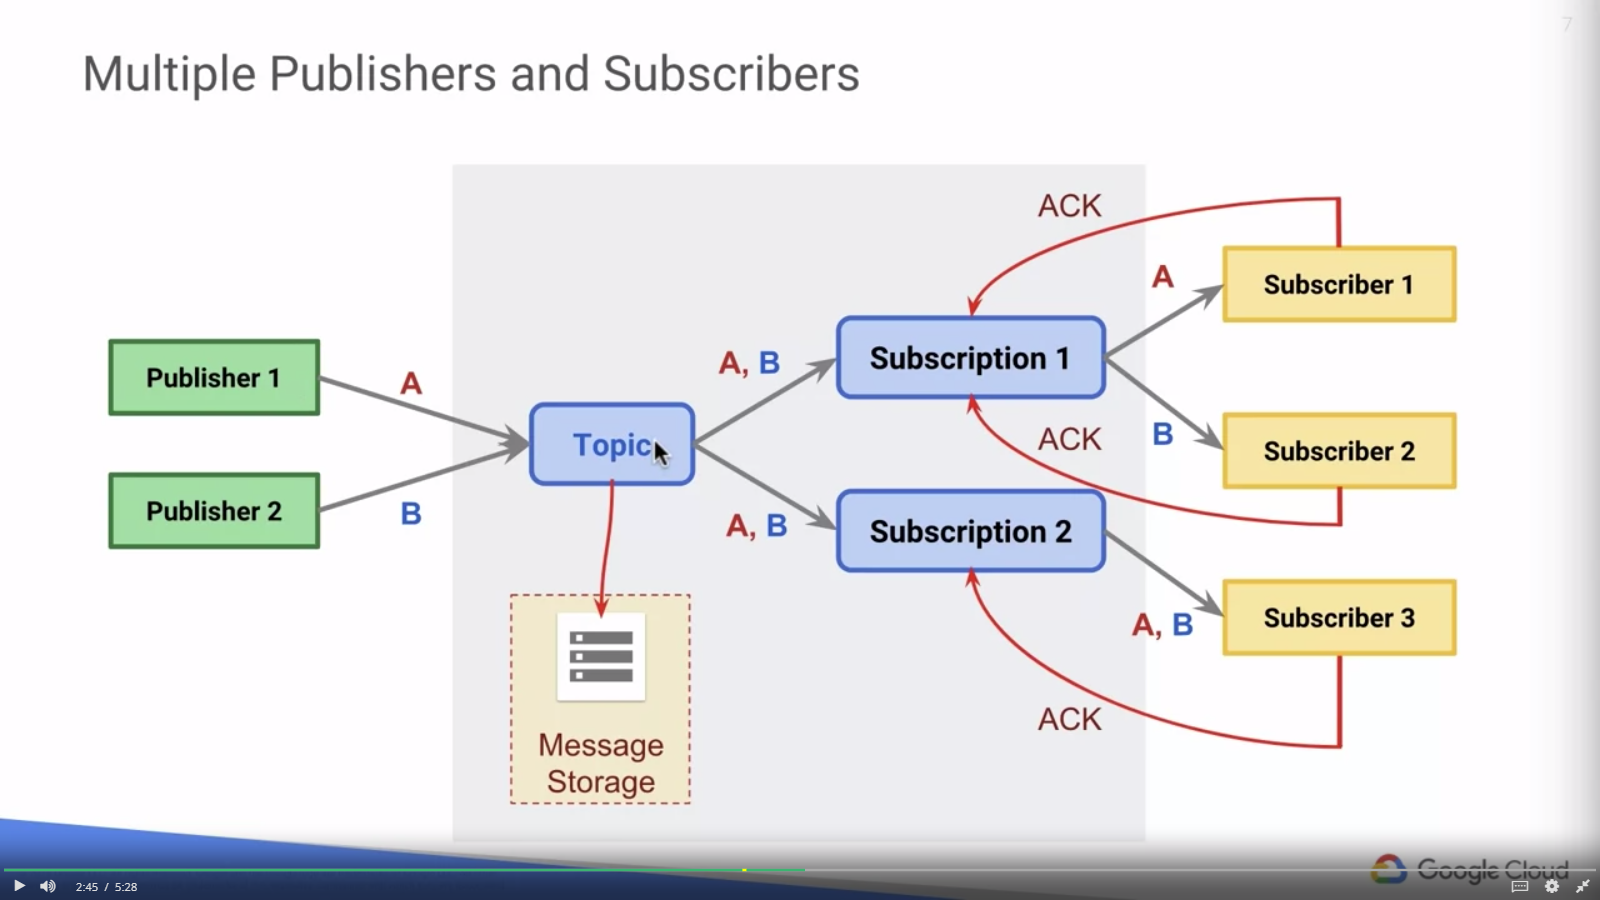 7
Multiple Publishers and Subscribers
ACK
A
Subscriber 1
Publisher 1
A
A, B
Subscription 1
Topic
ACK
B
Subscriber 2
Publisher 2
B
A, B
Subscription 2
A, B
Subscriber 3
ACK
Message
Storage
Google Cloud
2:45 / 5:28